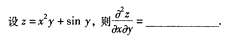 设 z = x²y + sin y，则 ∂²z/∂x∂y = ________.